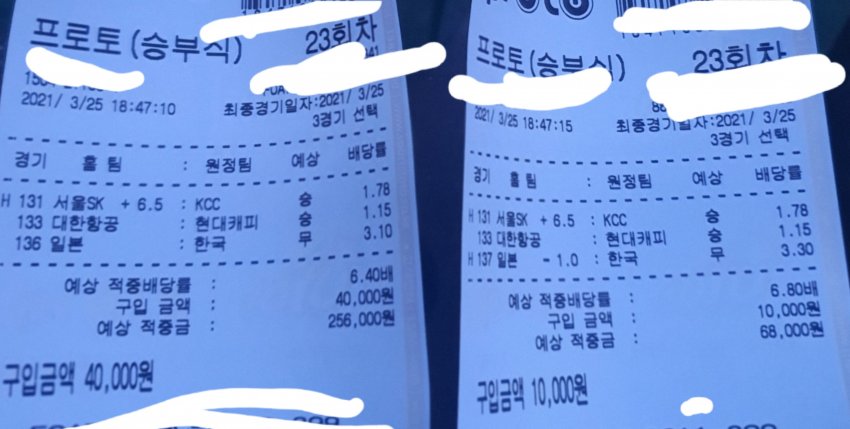 프로토(승부식) 23회차
2021/ 3/25 18:47:10 최종경기일자:2021/ 3/25
3경기 선택
경기 홈 팀 : 원정팀 예상 배당률
H 131 서울SK + 6.5 : KCC 승 1.78
133 대한항공 : 현대캐피 승 1.15
136 일본 : 한국 무 3.10
예상 적중배당률 : 6.40배
구입 금액 : 40,000원
예상 적중금 : 256,000원
구입금액 40,000원
프로토(승부식) 23회차
2021/ 3/25 18:47:15 최종경기일자:2021/ 3/25
3경기 선택
경기 홈 팀 : 원정팀 예상 배당률
H 131 서울SK + 6.5 : KCC 승 1.78
133 대한항공 : 현대캐피 승 1.15
H 137 일본 - 1.0 : 한국 무 3.30
예상 적중배당률 : 6.80배
구입 금액 : 10,000원
예상 적중금 : 68,000원
구입금액 10,000원